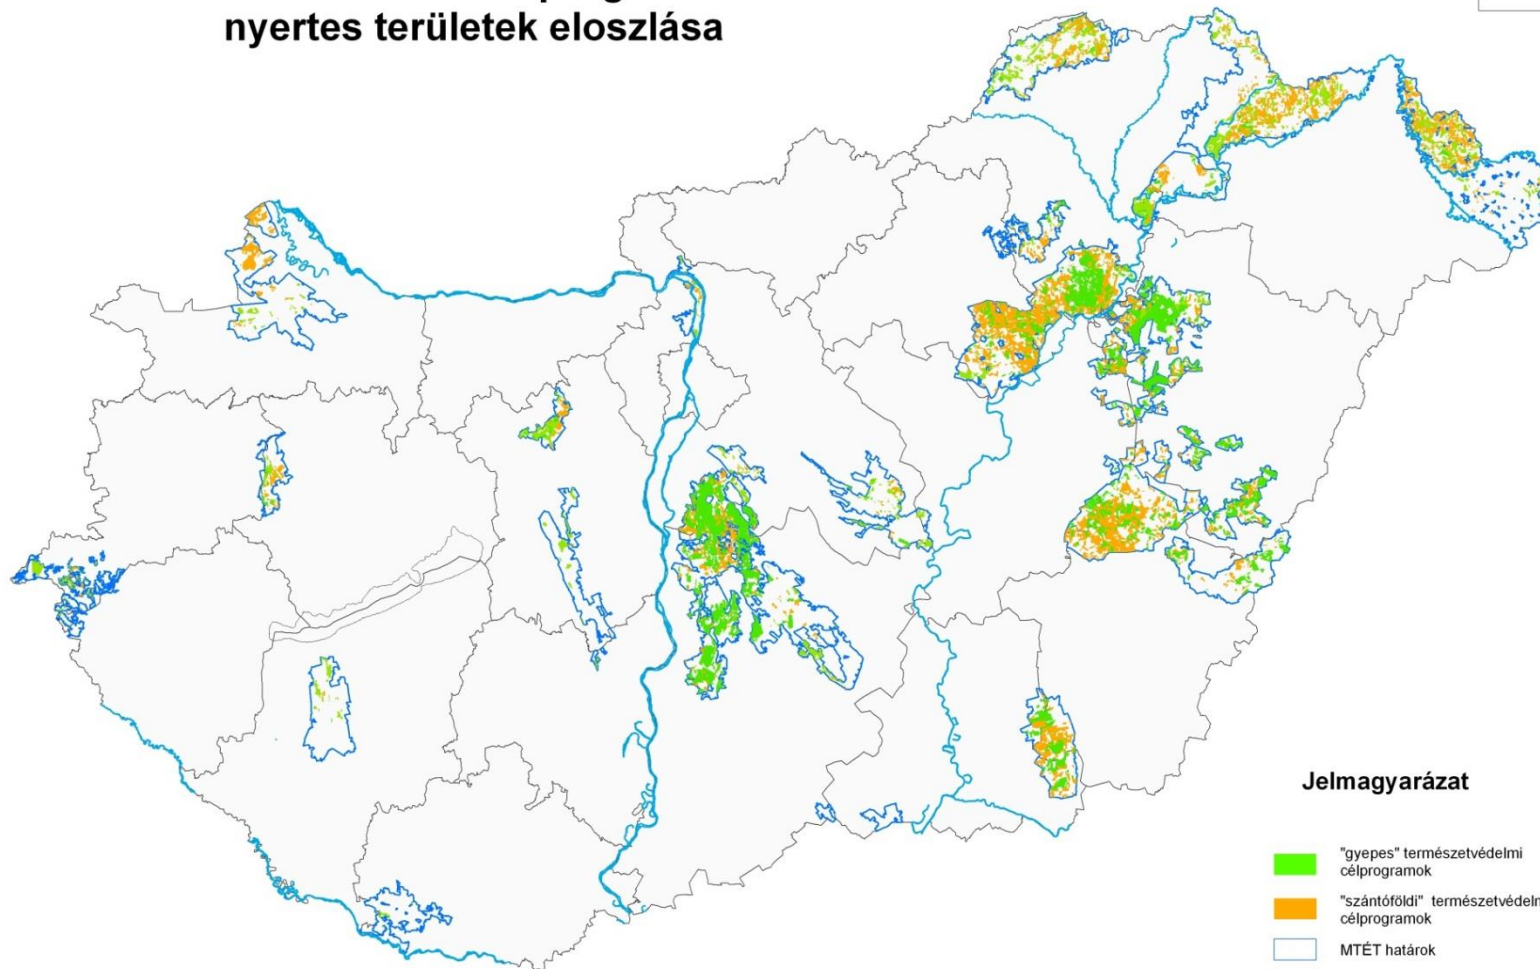 nyertes területek eloszlása
Jelmagyarázat
"gyepes" természetvédelmi
célprogramok
"szántóföldi" természetvédelm
célprogramok
MTÉT határok